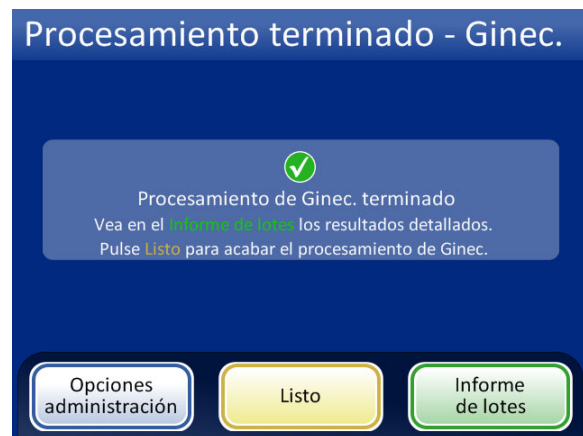 Procesamiento terminado - Ginec.
Procesamiento de Ginec. terminado
Vea en el Informe de lotes los resultados detallados.
Pulse Listo para acabar el procesamiento de Ginec.
Opciones
administración
Listo
Informe
de lotes